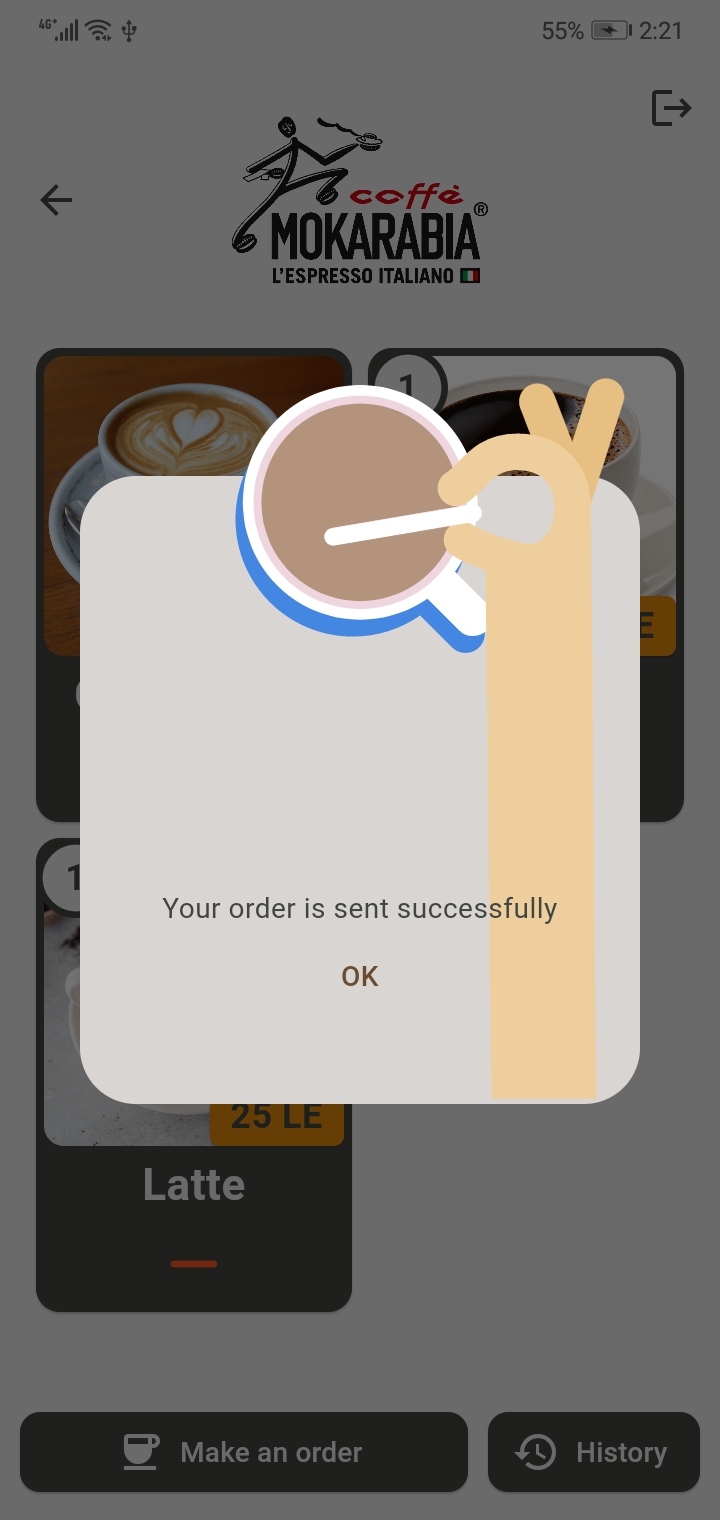 4G+
55%
2:21
caffè
MOKARABIA®
L'ESPRESSO ITALIANO
1
E
1
Your order is sent successfully
OK
25 LE
Latte
Make an order
History